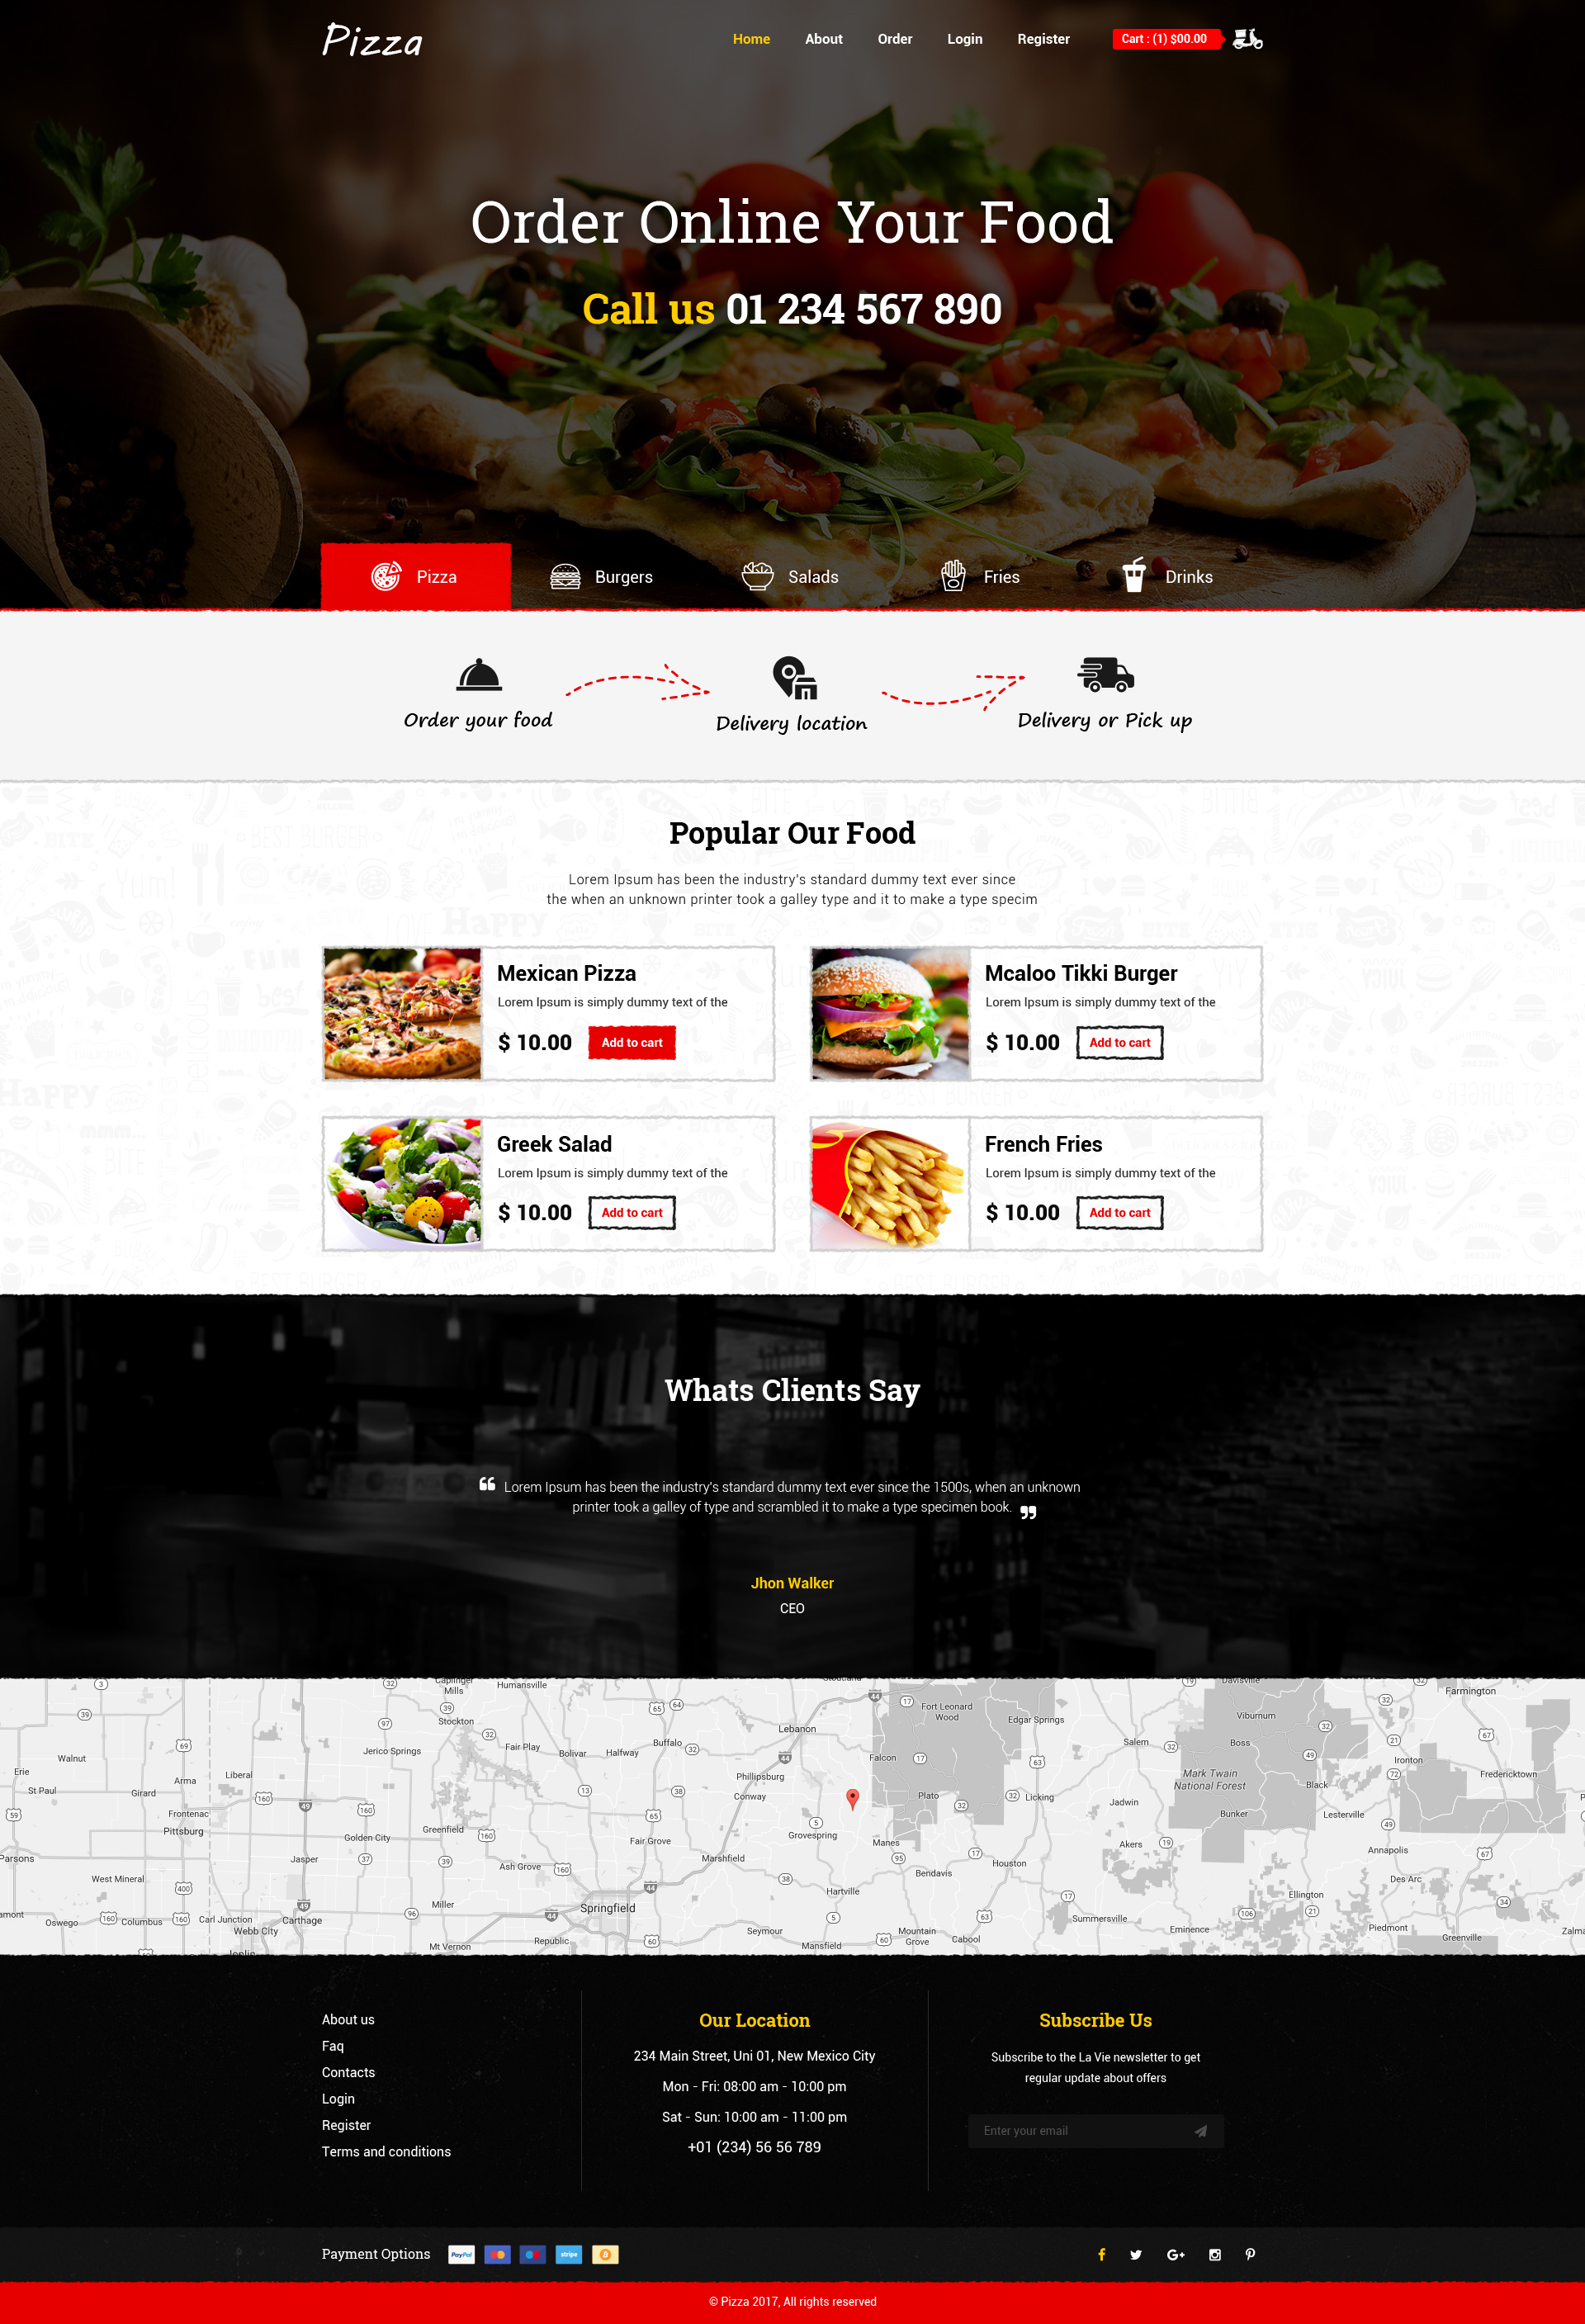 Pizza
Home About Order Login Register Cart : (1) $00.00
Order Online Your Food
Call us 01 234 567 890
Pizza Burgers Salads Fries Drinks
Order your food Delivery location Delivery or Pick up
Popular Our Food
Lorem Ipsum has been the industry's standard dummy text ever since
the when an unknown printer took a galley type and it to make a type specim
Mexican Pizza
Lorem Ipsum is simply dummy text of the
$ 10.00 Add to cart
Mcaloo Tikki Burger
Lorem Ipsum is simply dummy text of the
$ 10.00 Add to cart
Greek Salad
Lorem Ipsum is simply dummy text of the
$ 10.00 Add to cart
French Fries
Lorem Ipsum is simply dummy text of the
$ 10.00 Add to cart
Whats Clients Say
“ Lorem Ipsum has been the industry's standard dummy text ever since the 1500s, when an unknown
printer took a galley of type and scrambled it to make a type specimen book. ”
Jhon Walker
CEO
Humansville
Mills
Farmington
Fort Leonard
Wood
Edgar Springs
Viburnum
Stockton
Lebanon
Buffalo
Salem
Boss
Fair Play
Jerico Springs
Bolivar
Halfway
Walnut
Falcon
Ironton
Erie
Liberal
Arma
Phillipsburg
Mark Twain
National Forest
Fredericktown
St Paul
Girard
Conway
Plato
Licking
Jadwin
Black
Frontenac
Bunker
Lesterville
Pittsburg
Greenfield
Golden City
Fair Grove
Grovespring
Manes
Akers
Annapolis
Parsons
Jasper
Ash Grove
Marshfield
Bendavis
Houston
West Mineral
Hartville
Des Arc
Miller
Springfield
Ellington
Oswego
Columbus
Carl Junction
Webb City
Carthage
Summersville
Eminence
Piedmont
Seymour
Mountain
Grove
Cabool
Greenville
Mt Vernon
Republic
Mansfield
About us
Faq
Contacts
Login
Register
Terms and conditions
Our Location
234 Main Street, Uni 01, New Mexico City
Mon - Fri: 08:00 am - 10:00 pm
Sat - Sun: 10:00 am - 11:00 pm
+01 (234) 56 56 789
Subscribe Us
Subscribe to the La Vie newsletter to get
regular update about offers
Enter your email
Payment Options PayPal stripe
© Pizza 2017, All rights reserved